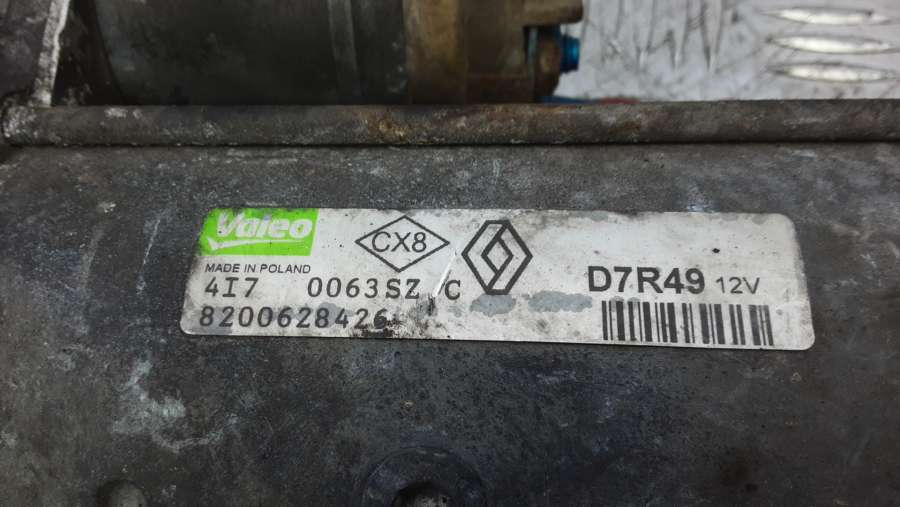 Valeo
CX8
MADE IN POLAND
4I7 0063SZ C
D7R49 12V
8200628426